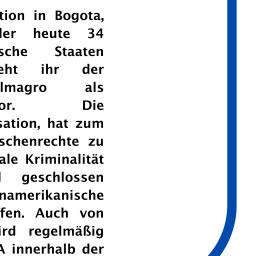 tion in Bogota,
der heute 34
sche Staaten
eht ihr der
lmagro als
or. Die
sation, hat zum
schenrechte zu
ale Kriminalität
geschlossen
namerikanische
fen. Auch von
ird regelmäßig
A innerhalb der